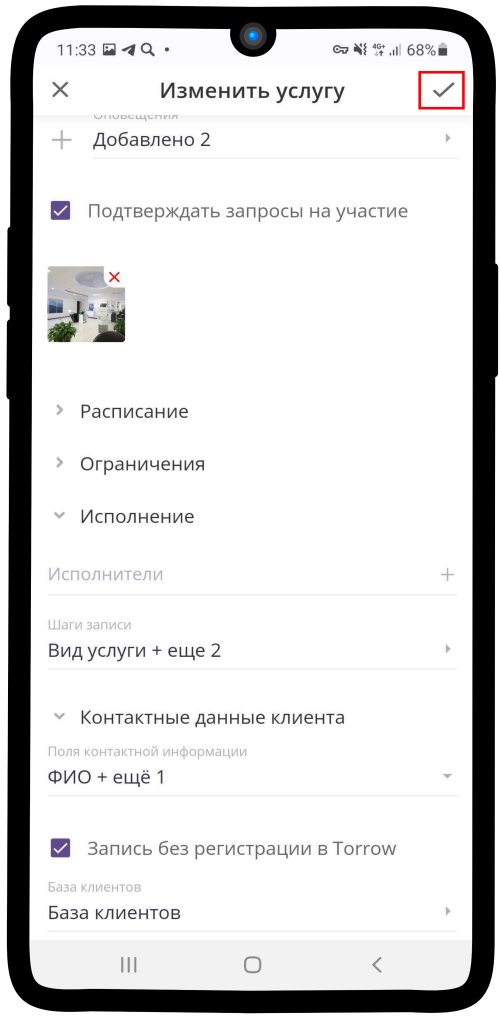 11:33
4G+
68%
Изменить услугу
Оповещения
Добавлено 2
Подтверждать запросы на участие
Расписание
Ограничения
Исполнение
Исполнители
Шаги записи
Вид услуги + еще 2
Контактные данные клиента
Поля контактной информации
ФИО + ещё 1
Запись без регистрации в Torrow
База клиентов
База клиентов